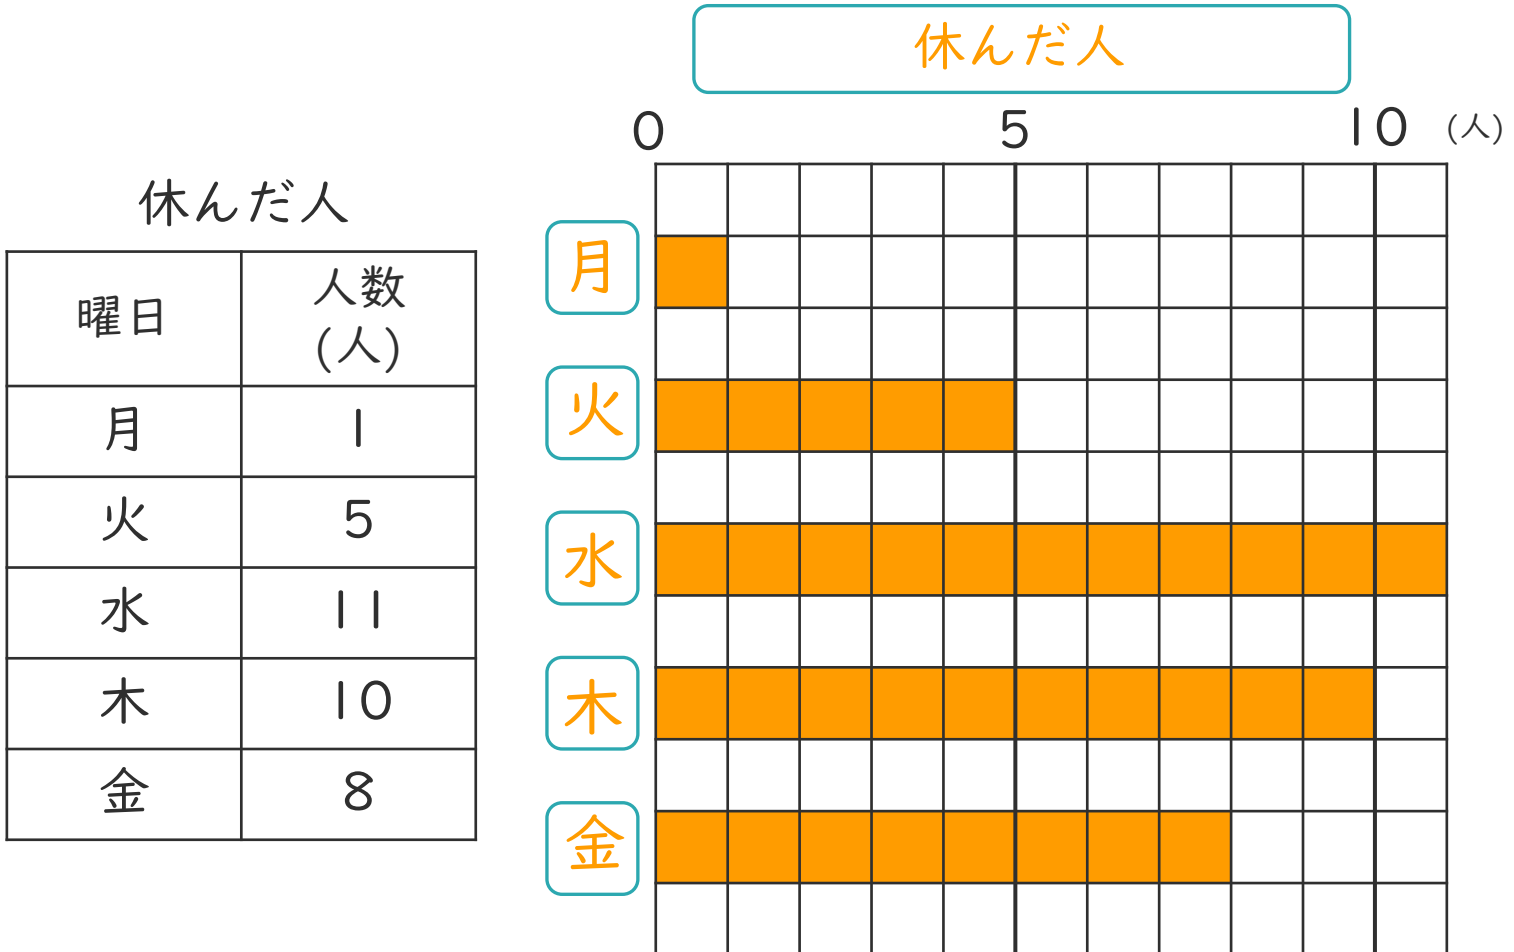 休んだ人
曜日 人数
(人)
月 1
火 5
水 11
木 10
金 8
休んだ人
0 5 10 (人)
月
火
水
木
金